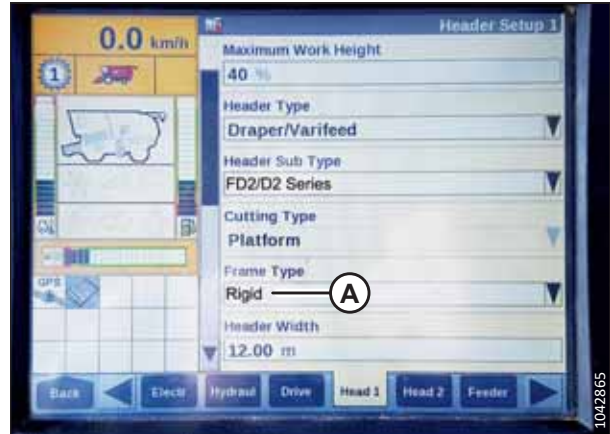 0.0 km/h
Header Setup 1
1
Maximum Work Height
40 %
Header Type
Draper/Varifeed
Header Sub Type
FD2/D2 Series
Cutting Type
Platform
Frame Type
Rigid
A
Header Width
12.00 m
GPS
Back
Electr
Hydraul
Drive
Head 1
Head 2
Feeder
1042865